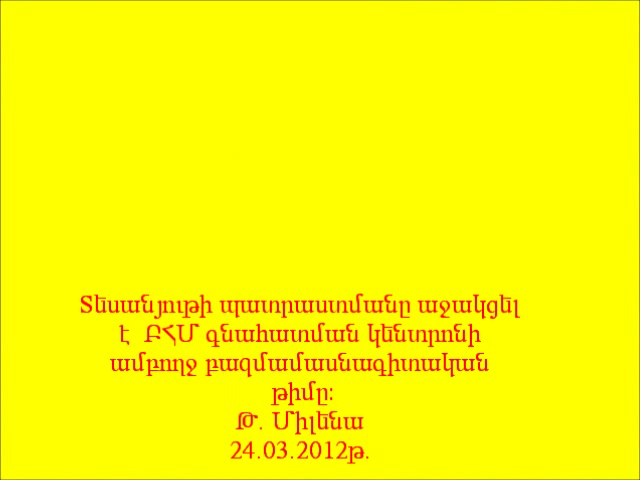 Տեսանյութի պատրաստմանը աջակցել
է ԲՀՄ գնահատման կենտրոնի
ամբողջ բազմամասնագիտական
թիմը:
Թ. Միլենա
24.03.2012թ.